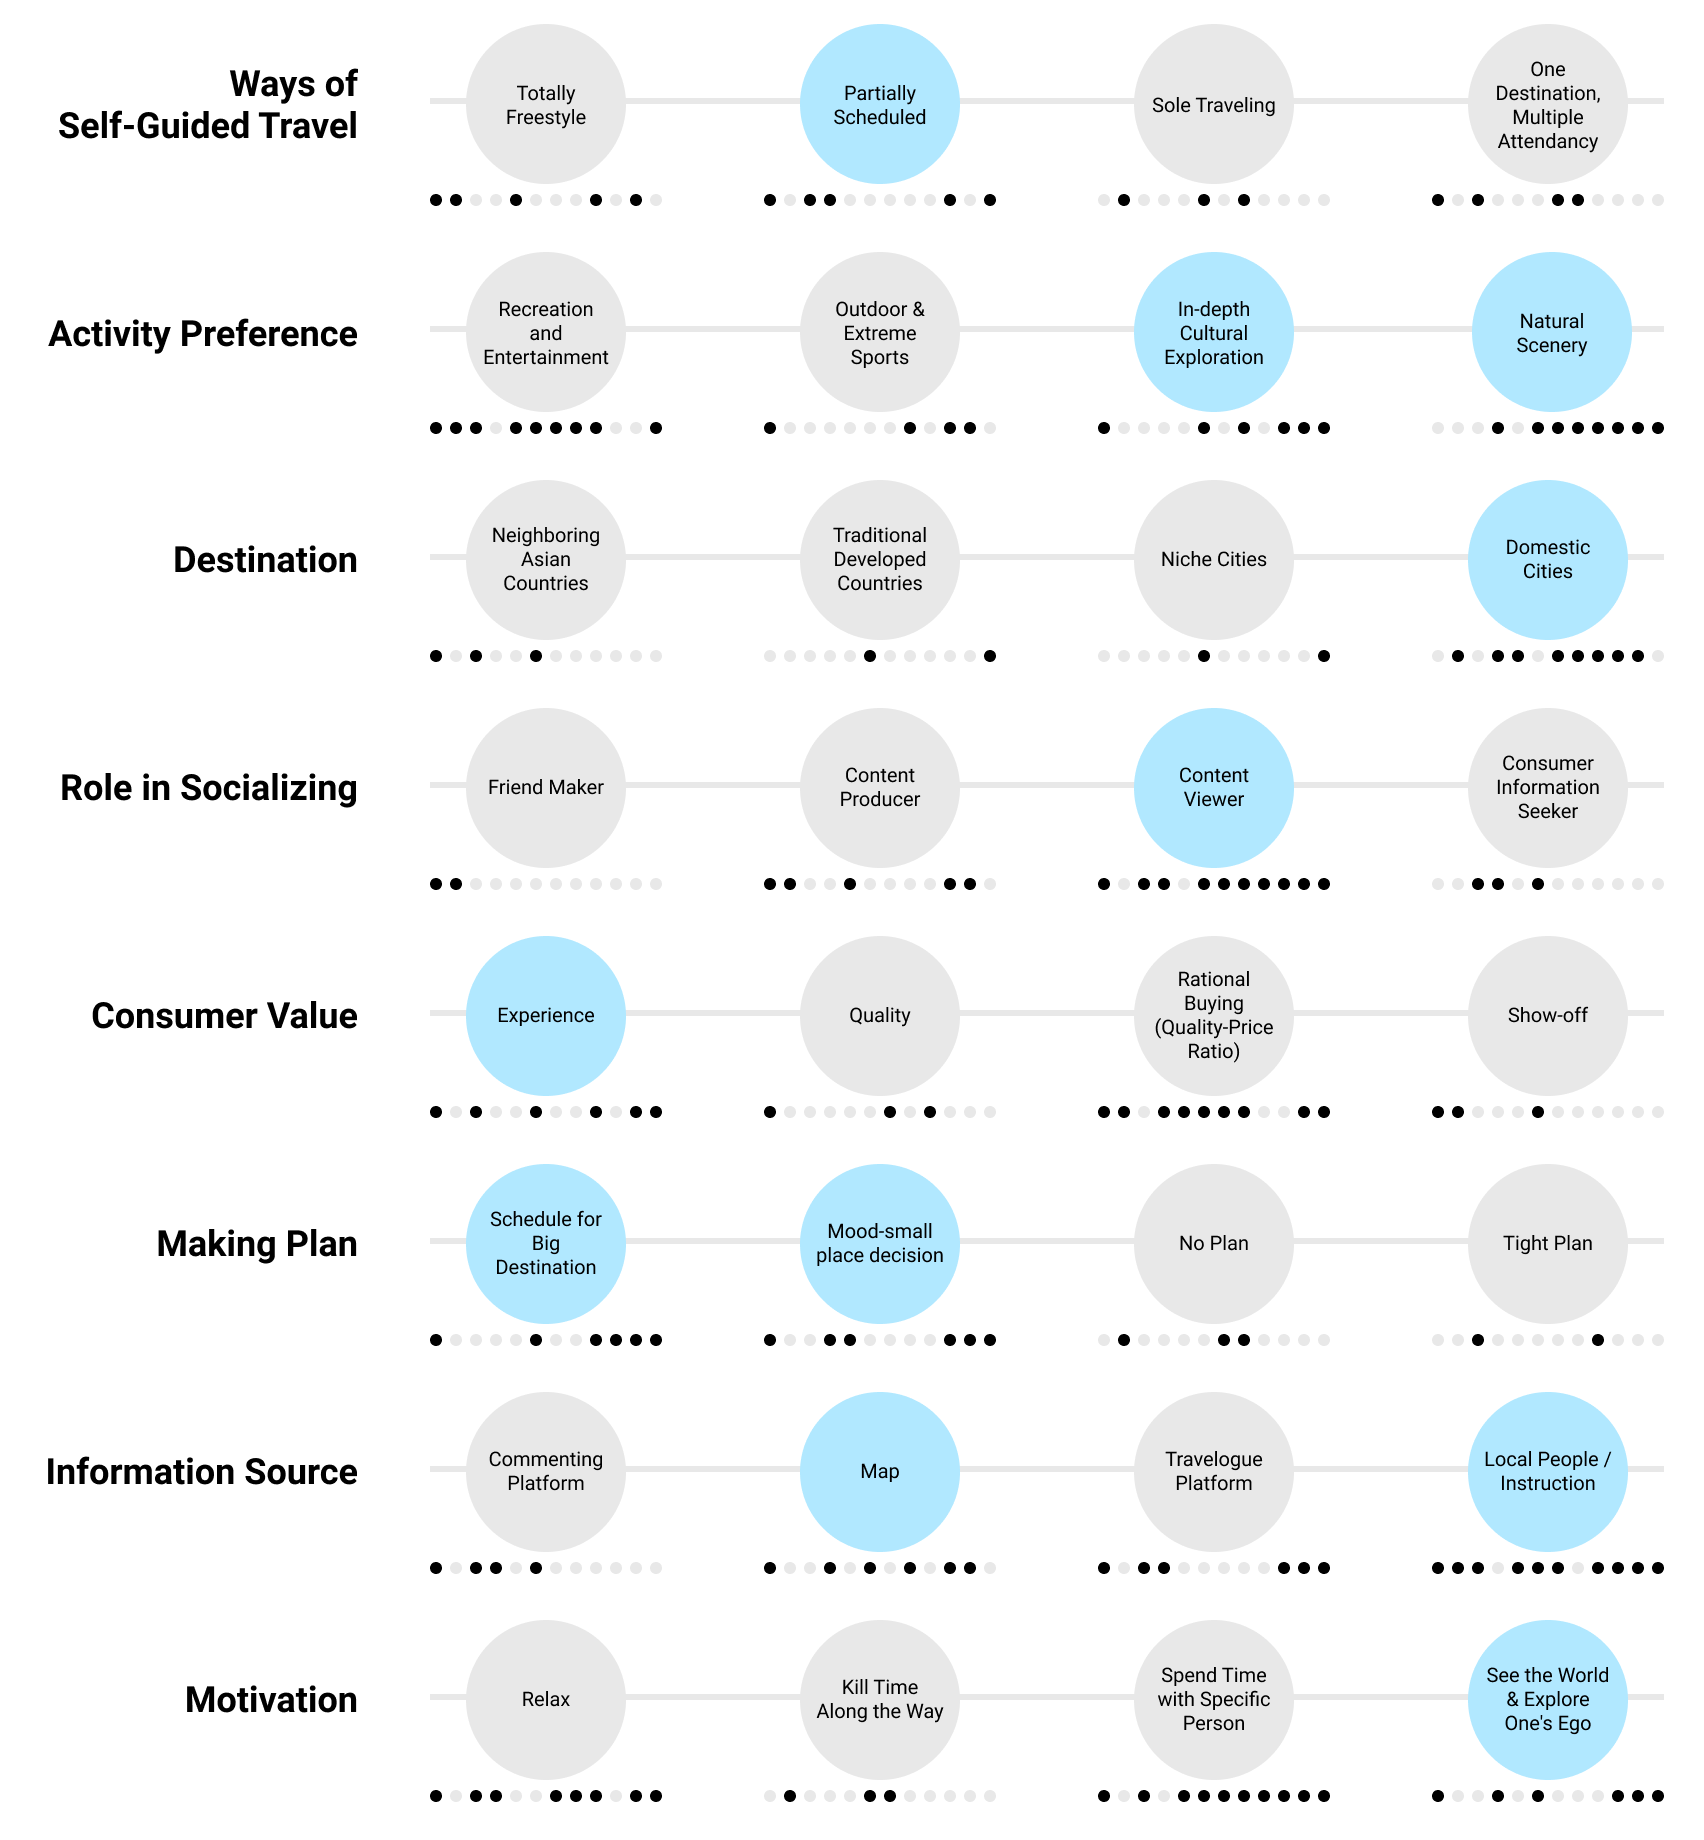 Ways of
Self-Guided Travel
Totally
Freestyle
Partially
Scheduled
Sole Traveling
One
Destination,
Multiple
Attendancy
Activity Preference
Recreation
and
Entertainment
Outdoor &
Extreme
Sports
In-depth
Cultural
Exploration
Natural
Scenery
Destination
Neighboring
Asian
Countries
Traditional
Developed
Countries
Niche Cities
Domestic
Cities
Role in Socializing
Friend Maker
Content
Producer
Content
Viewer
Consumer
Information
Seeker
Consumer Value
Experience
Quality
Rational
Buying
(Quality-Price
Ratio)
Show-off
Making Plan
Schedule for
Big
Destination
Mood-small
place decision
No Plan
Tight Plan
Information Source
Commenting
Platform
Map
Travelogue
Platform
Local People /
Instruction
Motivation
Relax
Kill Time
Along the Way
Spend Time
with Specific
Person
See the World
& Explore
One's Ego